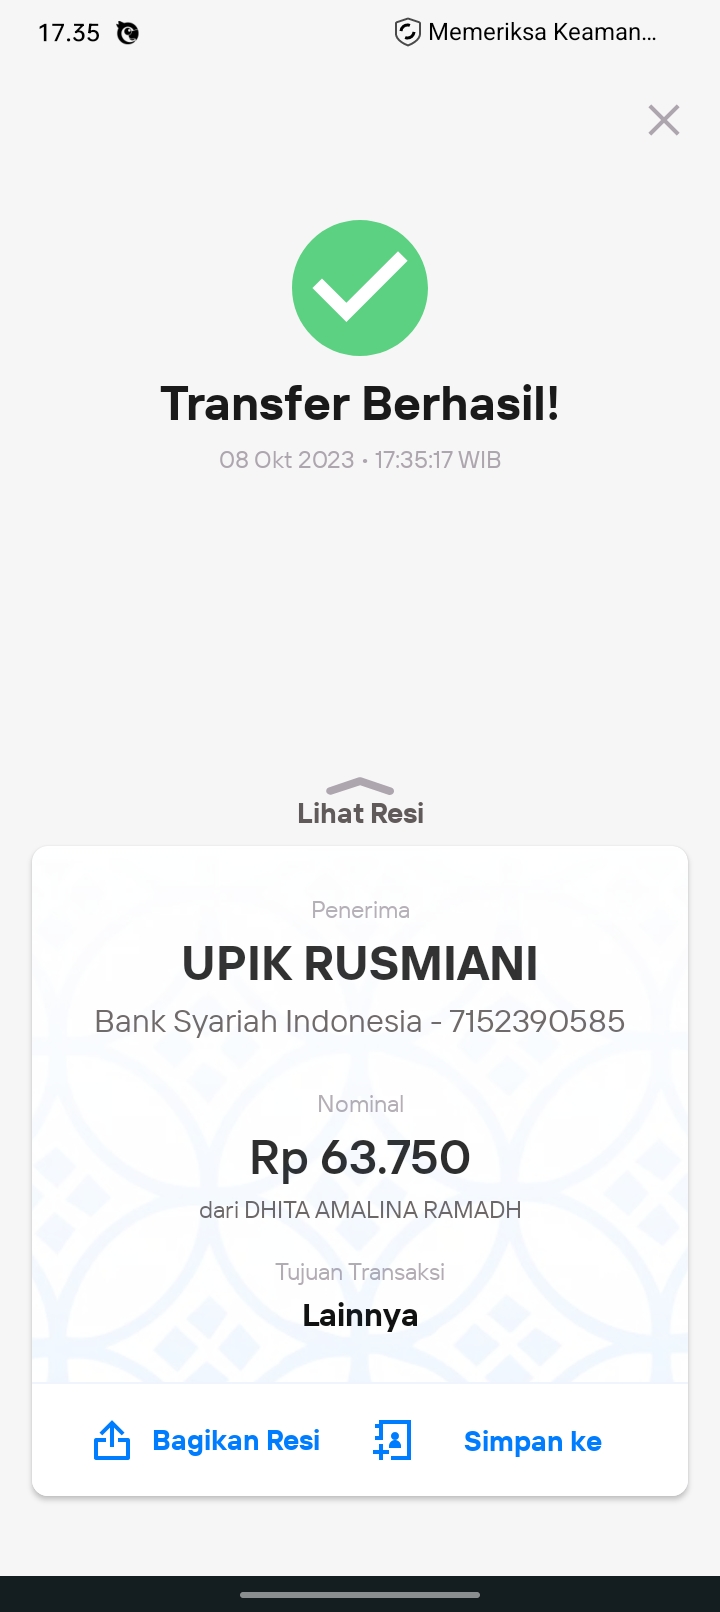 17.35
Memeriksa Keaman...
Transfer Berhasil!
08 Okt 2023 • 17:35:17 WIB
Lihat Resi
Penerima
UPIK RUSMIANI
Bank Syariah Indonesia - 7152390585
Nominal
Rp 63.750
dari DHITA AMALINA RAMADH
Tujuan Transaksi
Lainnya
Bagikan Resi
Simpan ke